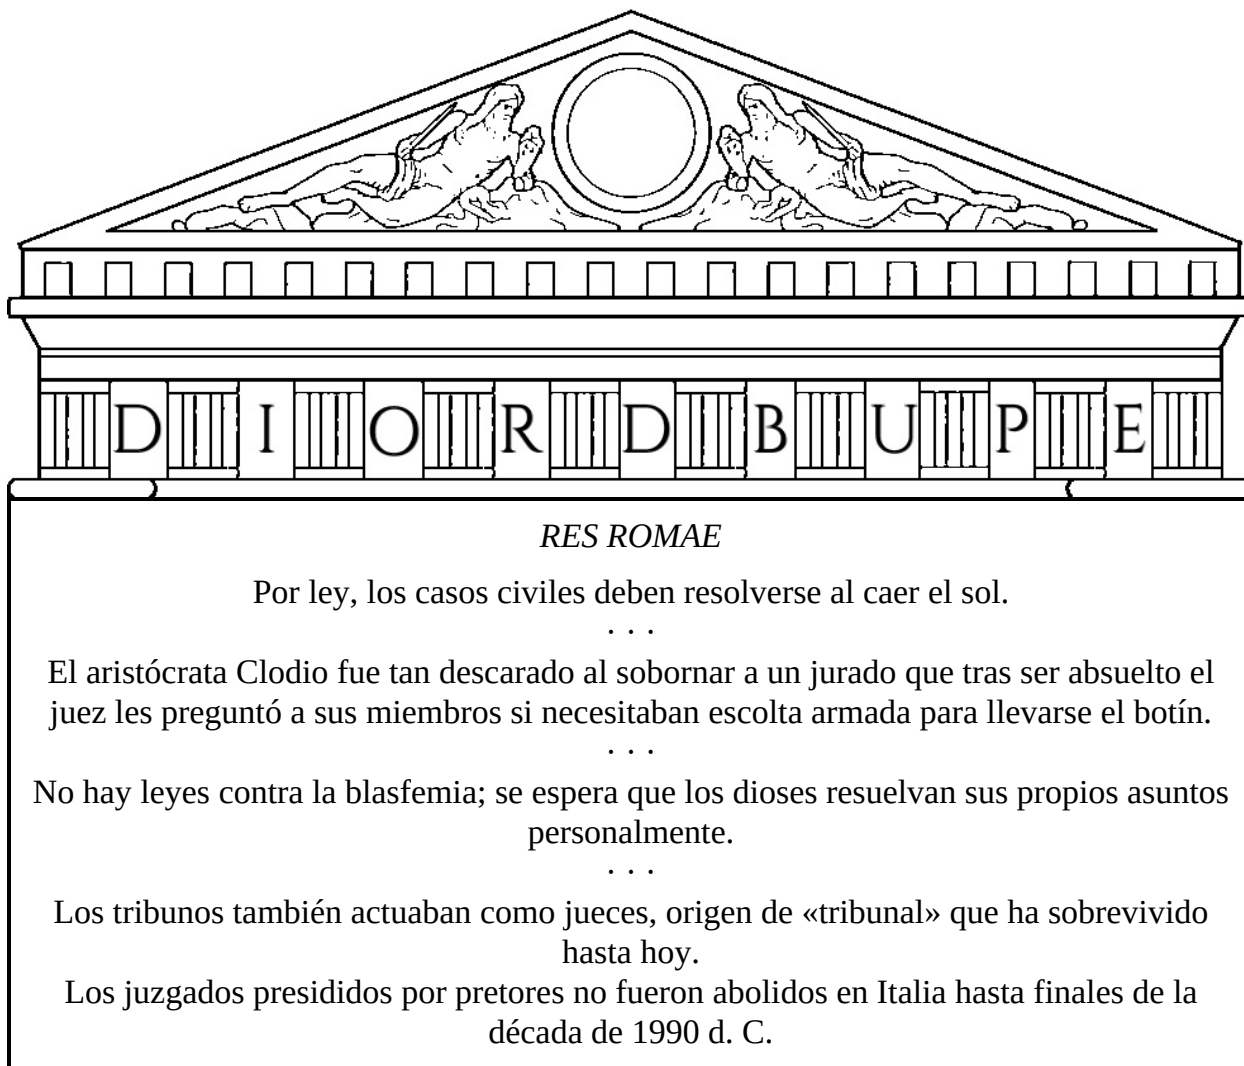 D I O R D B U P E
RES ROMAE
Por ley, los casos civiles deben resolverse al caer el sol.
. . .
El aristócrata Clodio fue tan descarado al sobornar a un jurado que tras ser absuelto el
juez les preguntó a sus miembros si necesitaban escolta armada para llevarse el botín.
. . .
No hay leyes contra la blasfemia; se espera que los dioses resuelvan sus propios asuntos
personalmente.
. . .
Los tribunos también actuaban como jueces, origen de «tribunal» que ha sobrevivido
hasta hoy.
Los juzgados presididos por pretores no fueron abolidos en Italia hasta finales de la
década de 1990 d. C.